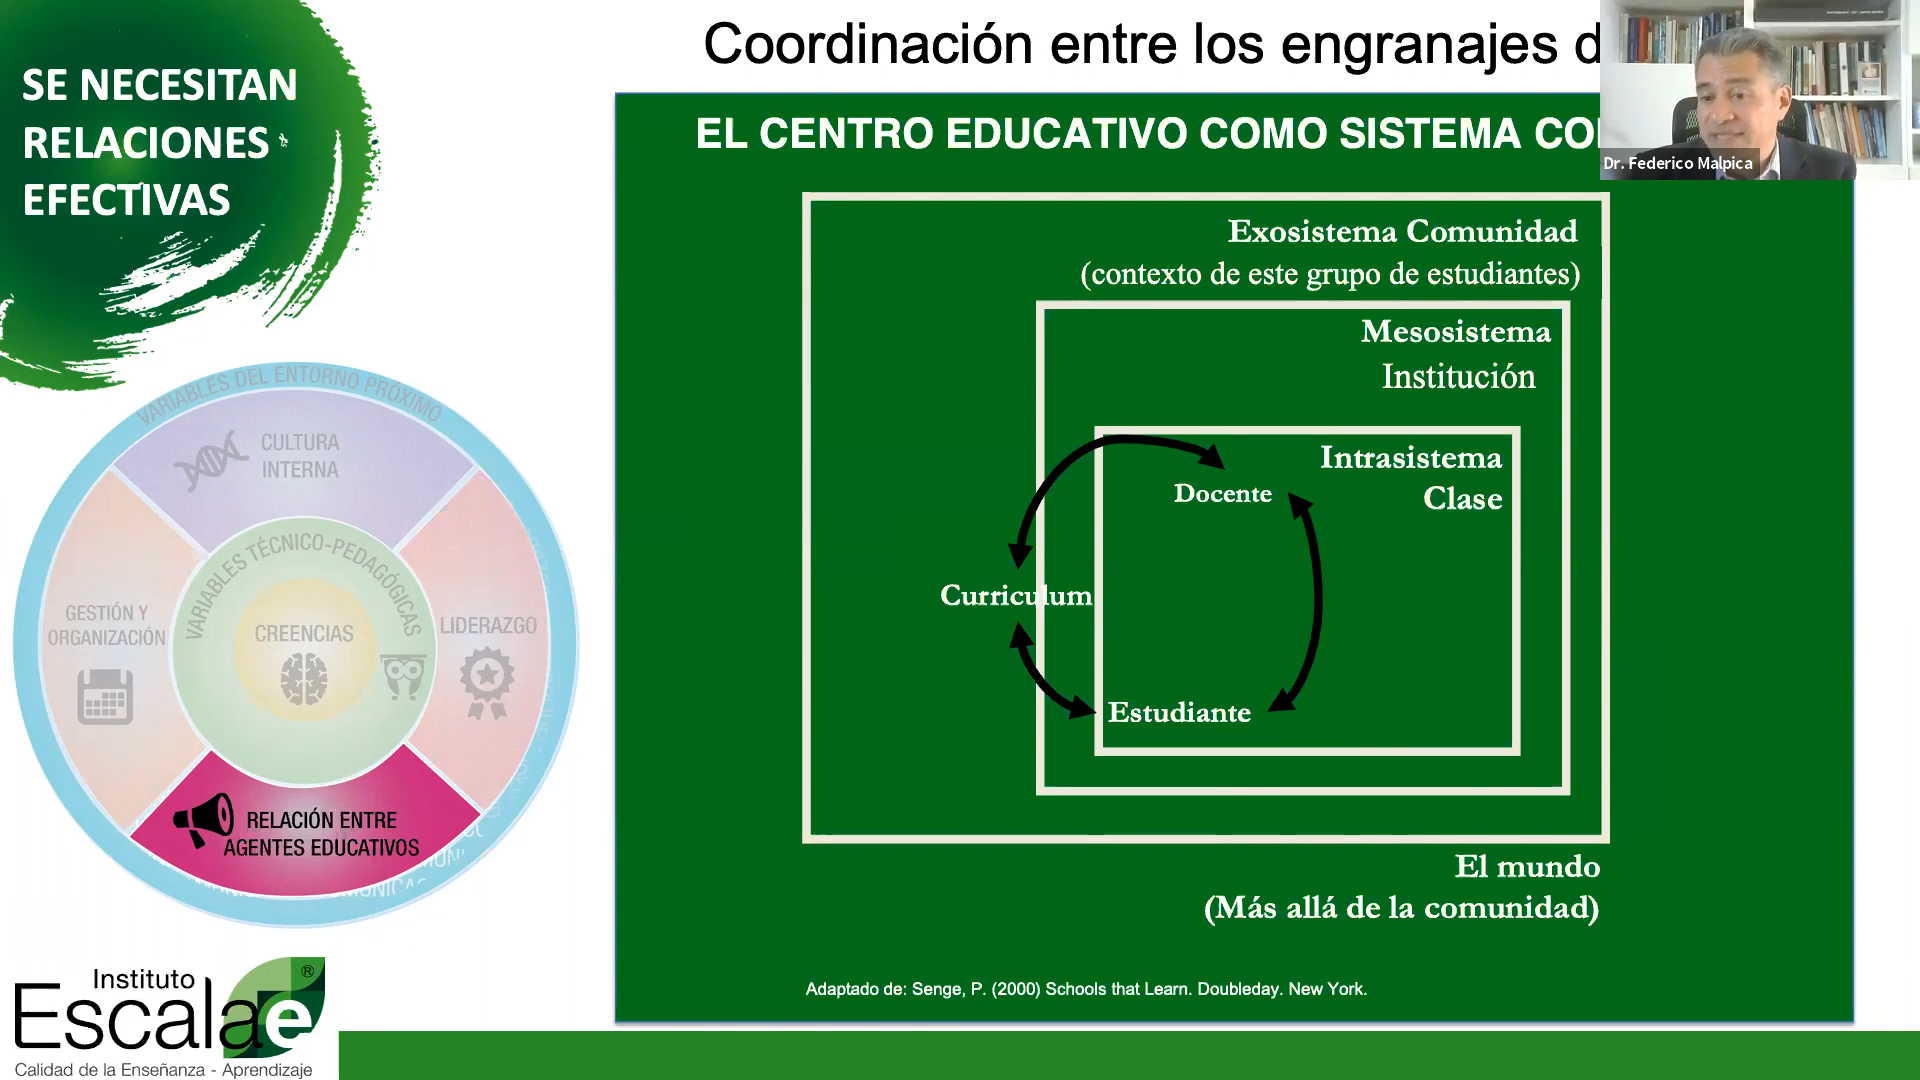 Coordinación entre los engranajes d
SE NECESITAN
RELACIONES
EFECTIVAS
EL CENTRO EDUCATIVO COMO SISTEMA CO
Dr. Federico Malpica
Exosistema Comunidad
(contexto de este grupo de estudiantes)
Mesosistema
Institución
Intrasistema
Clase
Docente
Curriculum
Estudiante
El mundo
(Más allá de la comunidad)
Adaptado de: Senge, P. (2000) Schools that Learn. Doubleday. New York.
VARIABLES DEL ENTORNO PRÓXIMO
CULTURA
INTERNA
VARIABLES TÉCNICO-PEDAGÓGICAS
GESTIÓN Y
ORGANIZACIÓN
CREENCIAS
LIDERAZGO
RELACIÓN ENTRE
AGENTES EDUCATIVOS
Instituto
Escalae
®
Calidad de la Enseñanza - Aprendizaje